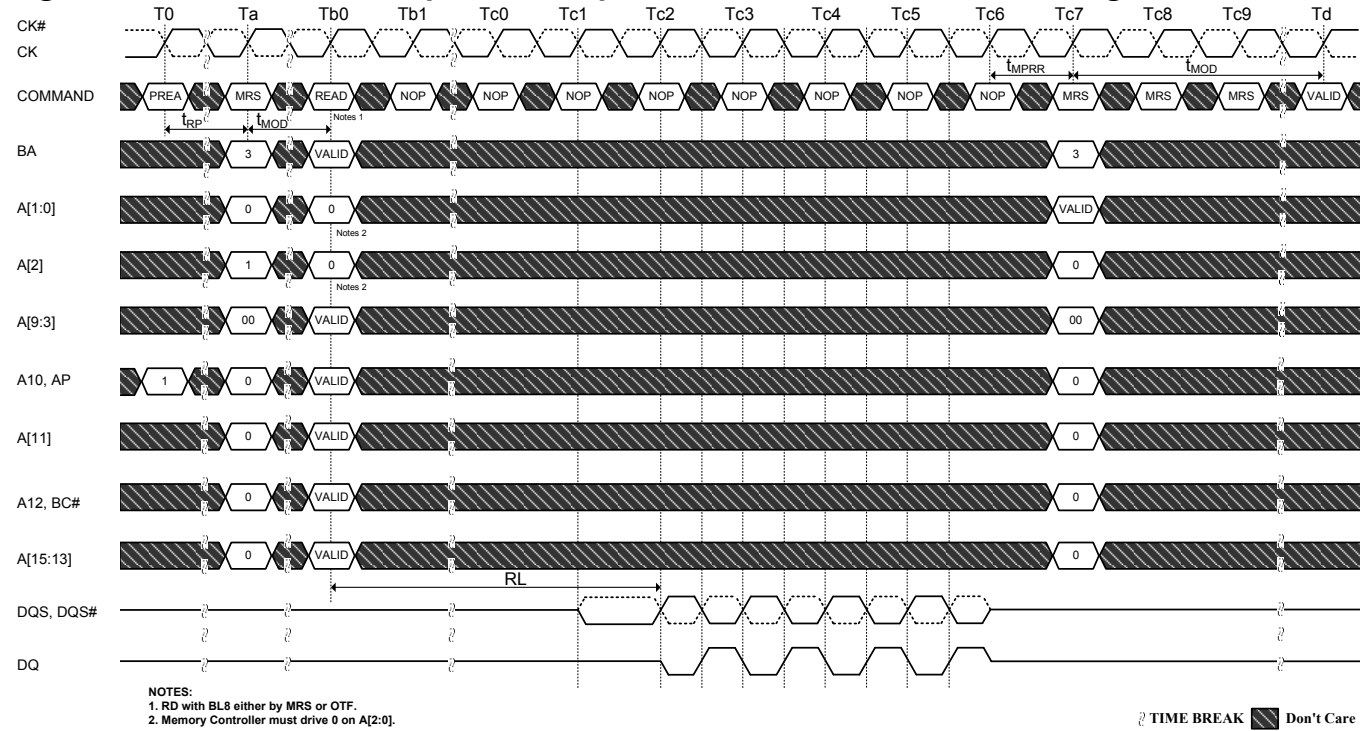 T0 Ta Tb0 Tb1 Tc0 Tc1 Tc2 Tc3 Tc4 Tc5 Tc6 Tc7 Tc8 Tc9 Td
CK#
CK
tMPRR tMOD
COMMAND PREA MRS READ NOP NOP NOP NOP NOP NOP NOP NOP MRS MRS MRS VALID
Notes 1
tRP tMOD
BA 3 VALID 3
A[1:0] 0 0 VALID
Notes 2
A[2] 1 0 0
Notes 2
A[9:3] 00 VALID 00
A10, AP 1 0 VALID 0
A[11] 0 VALID 0
A12, BC# 0 VALID 0
A[15:13] 0 VALID 0
RL
DQS, DQS#
DQ
NOTES:
1. RD with BL8 either by MRS or OTF.
2. Memory Controller must drive 0 on A[2:0].
TIME BREAK Don't Care